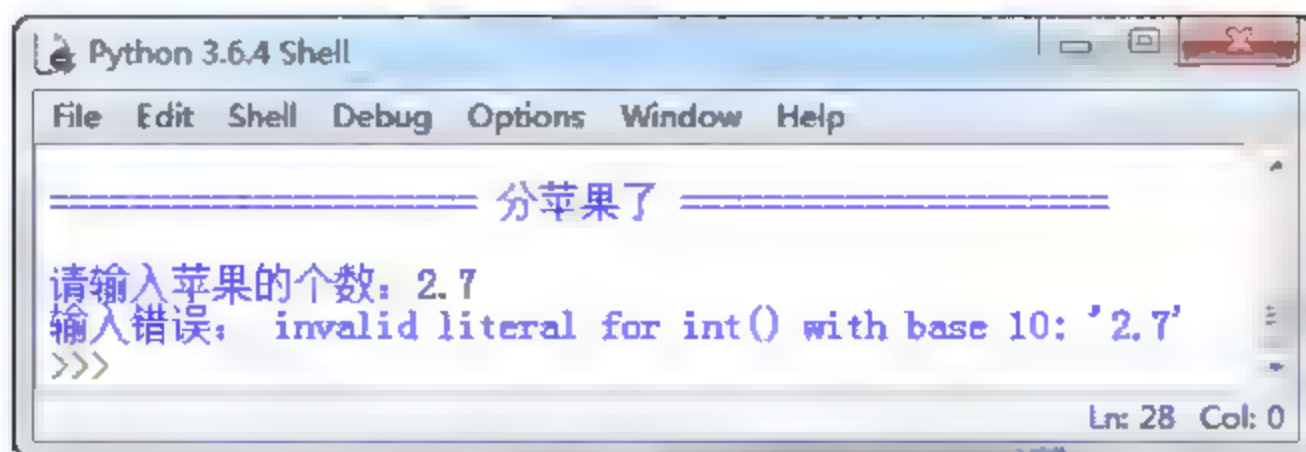 Python 3.6.4 Shell
File Edit Shell Debug Options Window Help
==================== 分苹果了 ====================
请输入苹果的个数：2.7
输入错误： invalid literal for int() with base 10: '2.7'
>>>
Ln: 28 Col: 0